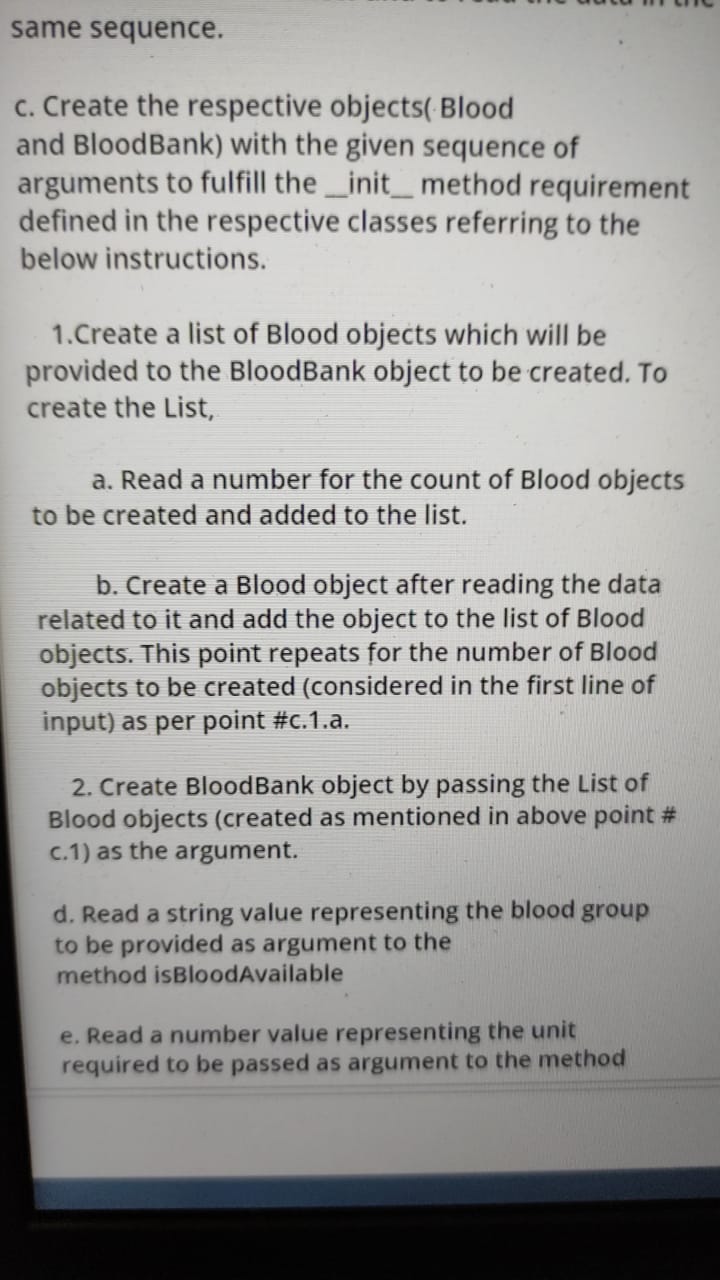 same sequence.
c. Create the respective objects( Blood
and BloodBank) with the given sequence of
arguments to fulfill the __init__ method requirement
defined in the respective classes referring to the
below instructions.
1.Create a list of Blood objects which will be
provided to the BloodBank object to be created. To
create the List,
a. Read a number for the count of Blood objects
to be created and added to the list.
b. Create a Blood object after reading the data
related to it and add the object to the list of Blood
objects. This point repeats for the number of Blood
objects to be created (considered in the first line of
input) as per point #c.1.a.
2. Create BloodBank object by passing the List of
Blood objects (created as mentioned in above point #
c.1) as the argument.
d. Read a string value representing the blood group
to be provided as argument to the
method isBloodAvailable
e. Read a number value representing the unit
required to be passed as argument to the method